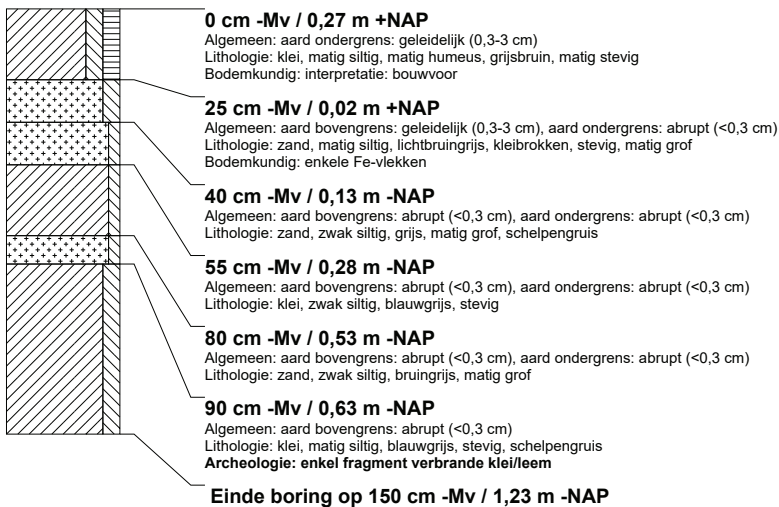 0 cm -Mv / 0,27 m +NAP
Algemeen: aard ondergrens: geleidelijk (0,3-3 cm)
Lithologie: klei, matig siltig, matig humeus, grijsbruin, matig stevig
Bodemkundig: interpretatie: bouwvoor
25 cm -Mv / 0,02 m +NAP
Algemeen: aard bovengrens: geleidelijk (0,3-3 cm), aard ondergrens: abrupt (<0,3 cm)
Lithologie: zand, matig siltig, lichtbruingrijs, kleibrokken, stevig, matig grof
Bodemkundig: enkele Fe-vlekken
40 cm -Mv / 0,13 m -NAP
Algemeen: aard bovengrens: abrupt (<0,3 cm), aard ondergrens: abrupt (<0,3 cm)
Lithologie: zand, zwak siltig, grijs, matig grof, schelpengruis
55 cm -Mv / 0,28 m -NAP
Algemeen: aard bovengrens: abrupt (<0,3 cm), aard ondergrens: abrupt (<0,3 cm)
Lithologie: klei, zwak siltig, blauwgrijs, stevig
80 cm -Mv / 0,53 m -NAP
Algemeen: aard bovengrens: abrupt (<0,3 cm), aard ondergrens: abrupt (<0,3 cm)
Lithologie: zand, zwak siltig, bruingrijs, matig grof
90 cm -Mv / 0,63 m -NAP
Algemeen: aard bovengrens: abrupt (<0,3 cm)
Lithologie: klei, matig siltig, blauwgrijs, stevig, schelpengruis
Archeologie: enkel fragment verbrande klei/leem
Einde boring op 150 cm -Mv / 1,23 m -NAP